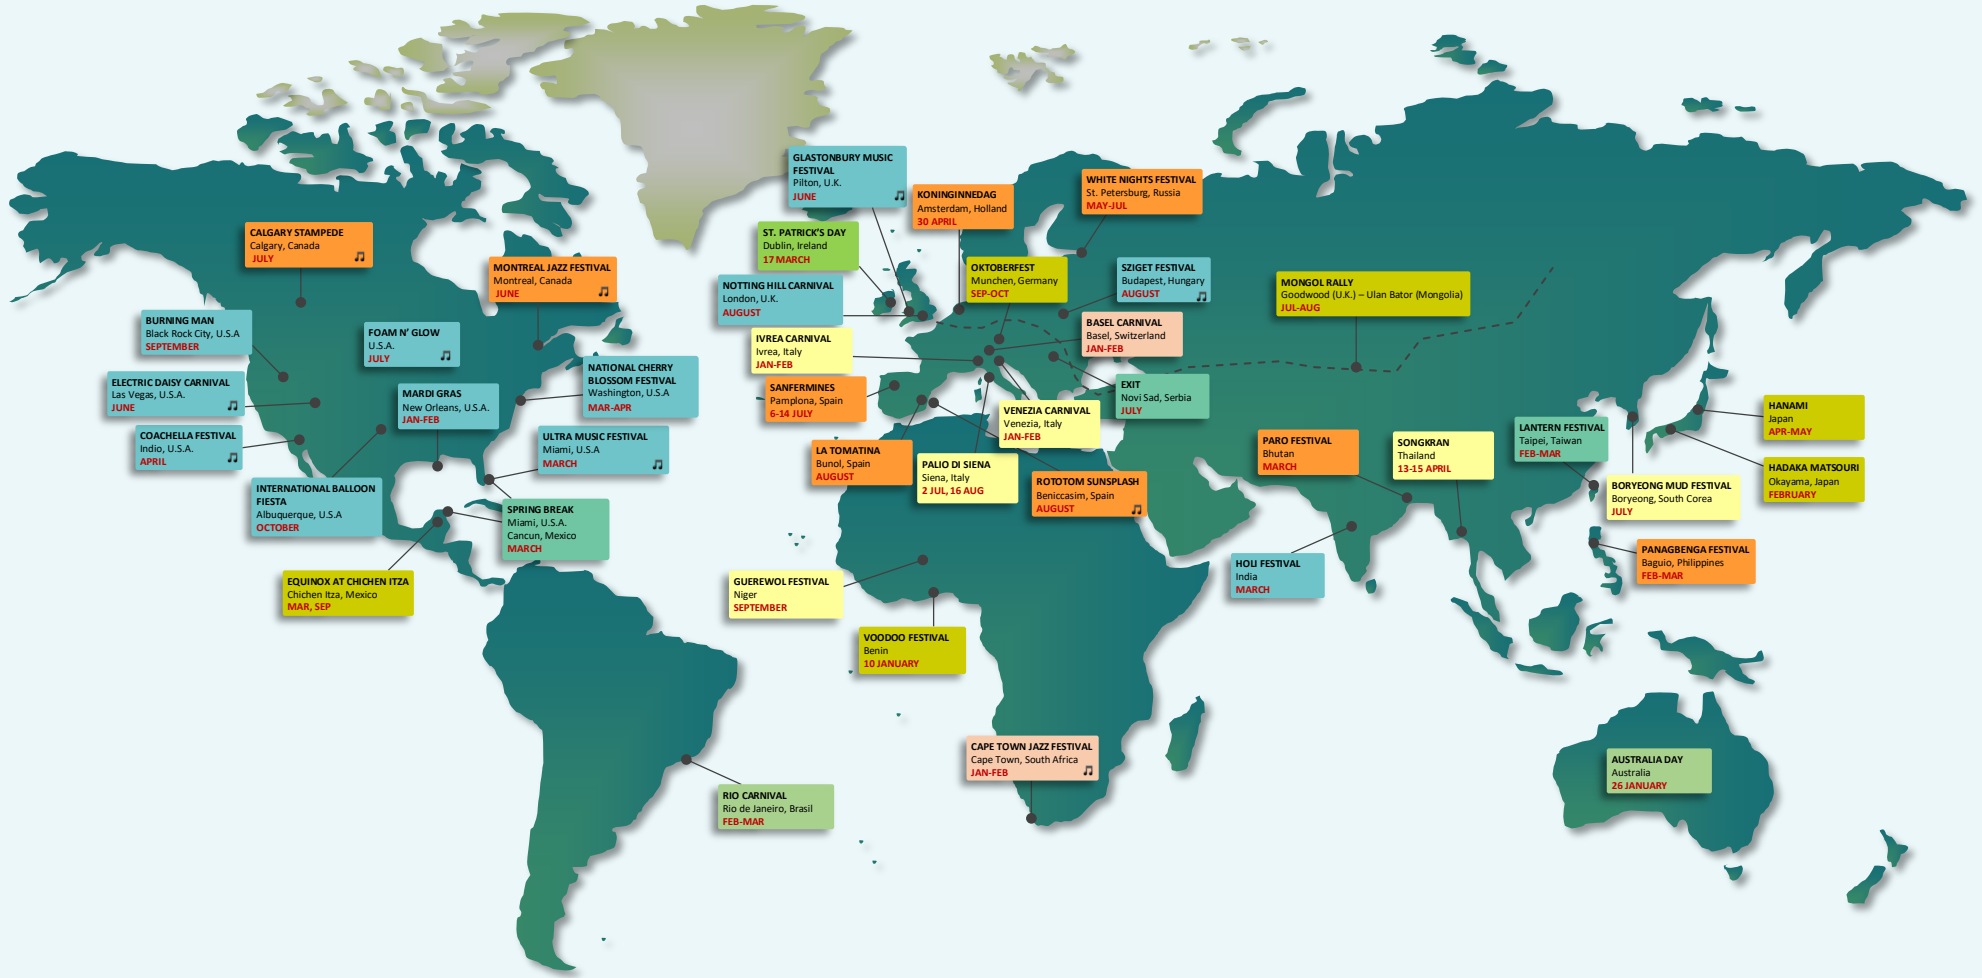 GLASTONBURY MUSIC
FESTIVAL
Pilton, U.K.
JUNE
KONINGINNEDAG
Amsterdam, Holland
30 APRIL
WHITE NIGHTS FESTIVAL
St. Petersburg, Russia
MAY-JUL
CALGARY STAMPEDE
Calgary, Canada
JULY
ST. PATRICK'S DAY
Dublin, Ireland
17 MARCH
MONTREAL JAZZ FESTIVAL
Montreal, Canada
JUNE
OKTOBERFEST
Munchen, Germany
SEP-OCT
SZIGET FESTIVAL
Budapest, Hungary
AUGUST
MONGOL RALLY
Goodwood (U.K.) – Ulan Bator (Mongolia)
JUL-AUG
NOTTING HILL CARNIVAL
London, U.K.
AUGUST
BURNING MAN
Black Rock City, U.S.A
SEPTEMBER
FOAM N' GLOW
U.S.A.
JULY
IVREA CARNIVAL
Ivrea, Italy
JAN-FEB
BASEL CARNIVAL
Basel, Switzerland
JAN-FEB
NATIONAL CHERRY
BLOSSOM FESTIVAL
Washington, U.S.A
MAR-APR
ELECTRIC DAISY CARNIVAL
Las Vegas, U.S.A.
JUNE
MARDI GRAS
New Orleans, U.S.A.
JAN-FEB
SANFERMINES
Pamplona, Spain
6-14 JULY
EXIT
Novi Sad, Serbia
JULY
VENEZIA CARNIVAL
Venezia, Italy
JAN-FEB
HANAMI
Japan
APR-MAY
COACHELLA FESTIVAL
Indio, U.S.A.
APRIL
ULTRA MUSIC FESTIVAL
Miami, U.S.A
MARCH
LA TOMATINA
Bunol, Spain
AUGUST
PALIO DI SIENA
Siena, Italy
2 JUL, 16 AUG
ROTOTOM SUNSPLASH
Beniccasim, Spain
AUGUST
PARO FESTIVAL
Bhutan
MARCH
SONGKRAN
Thailand
13-15 APRIL
LANTERN FESTIVAL
Taipei, Taiwan
FEB-MAR
HADAKA MATSOURI
Okayama, Japan
FEBRUARY
INTERNATIONAL BALLOON
FIESTA
Albuquerque, U.S.A
OCTOBER
SPRING BREAK
Miami, U.S.A.
Cancun, Mexico
MARCH
BORYEONG MUD FESTIVAL
Boryeong, South Corea
JULY
PANAGBENGA FESTIVAL
Baguio, Philippines
FEB-MAR
HOLI FESTIVAL
India
MARCH
EQUINOX AT CHICHEN ITZA
Chichen Itza, Mexico
MAR, SEP
GUEREWOL FESTIVAL
Niger
SEPTEMBER
VOODOO FESTIVAL
Benin
10 JANUARY
CAPE TOWN JAZZ FESTIVAL
Cape Town, South Africa
JAN-FEB
AUSTRALIA DAY
Australia
26 JANUARY
RIO CARNIVAL
Rio de Janeiro, Brasil
FEB-MAR